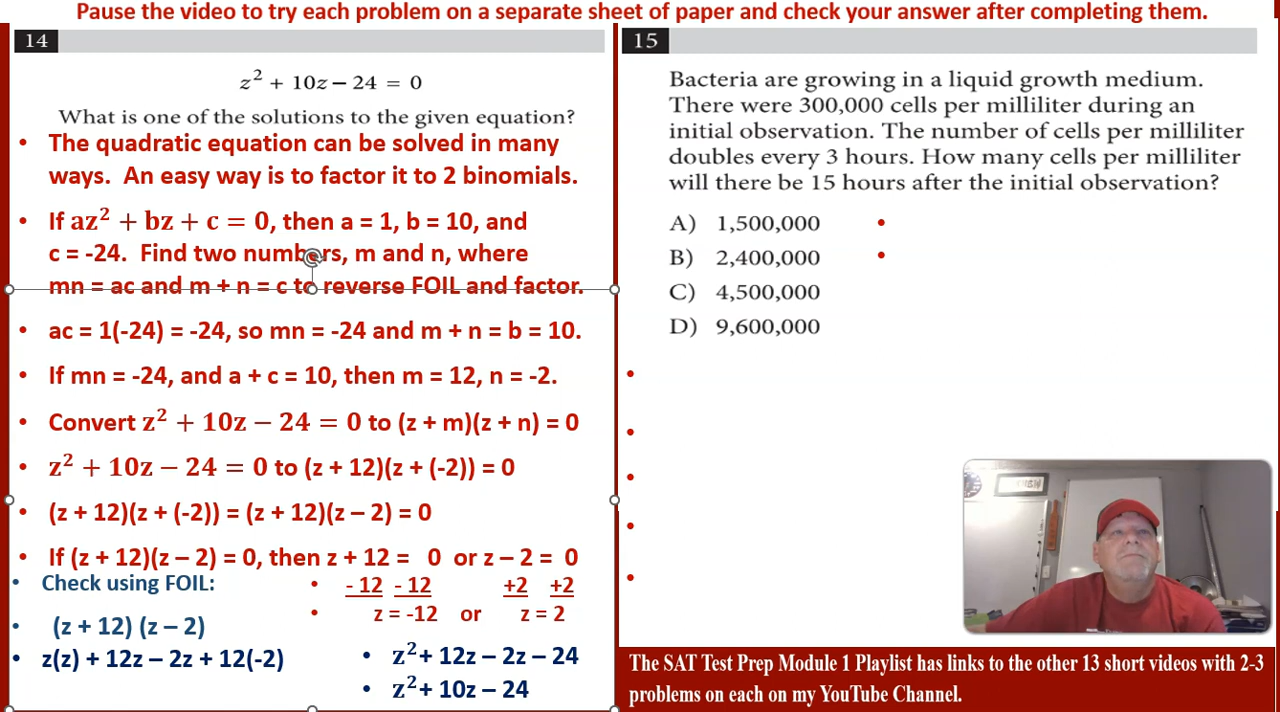 Pause the video to try each problem on a separate sheet of paper and check your answer after completing them.
14
z² + 10z − 24 = 0
What is one of the solutions to the given equation?
• The quadratic equation can be solved in many
ways. An easy way is to factor it to 2 binomials.
• If az² + bz + c = 0, then a = 1, b = 10, and
c = -24. Find two numbers, m and n, where
mn = ac and m + n = c to reverse FOIL and factor.
• ac = 1(-24) = -24, so mn = -24 and m + n = b = 10.
• If mn = -24, and a + c = 10, then m = 12, n = -2.
• Convert z² + 10z − 24 = 0 to (z + m)(z + n) = 0
• z² + 10z − 24 = 0 to (z + 12)(z + (-2)) = 0
• (z + 12)(z + (-2)) = (z + 12)(z – 2) = 0
• If (z + 12)(z – 2) = 0, then z + 12 = 0 or z – 2 = 0
• Check using FOIL:
• - 12 - 12 +2 +2
• z = -12 or z = 2
• (z + 12) (z – 2)
• z(z) + 12z – 2z + 12(-2)
• z² + 12z – 2z – 24
• z² + 10z – 24
15
Bacteria are growing in a liquid growth medium.
There were 300,000 cells per milliliter during an
initial observation. The number of cells per milliliter
doubles every 3 hours. How many cells per milliliter
will there be 15 hours after the initial observation?
A) 1,500,000
B) 2,400,000
C) 4,500,000
D) 9,600,000
The SAT Test Prep Module 1 Playlist has links to the other 13 short videos with 2-3
problems on each on my YouTube Channel.